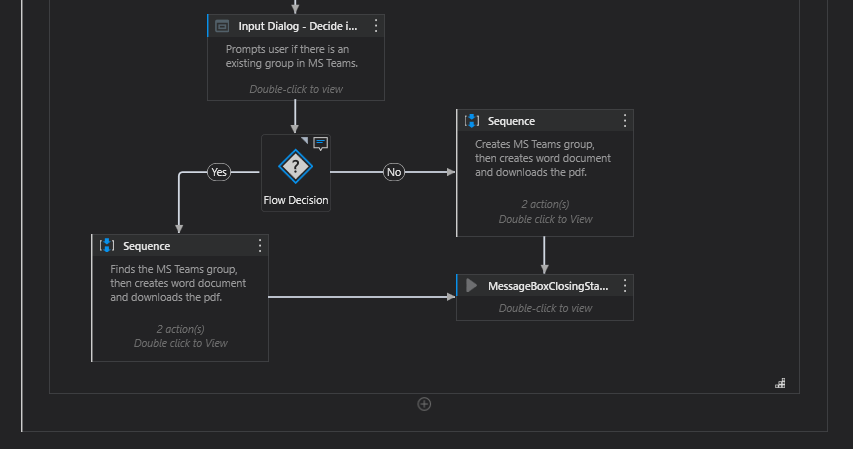 Input Dialog - Decide i...
Prompts user if there is an
existing group in MS Teams.
Double-click to view
Sequence
Creates MS Teams group,
then creates word document
and downloads the pdf.
2 action(s)
Double click to View
?
Yes
No
Flow Decision
Sequence
Finds the MS Teams group,
then creates word document
and downloads the pdf.
2 action(s)
Double click to View
MessageBoxClosingSta...
Double-click to view